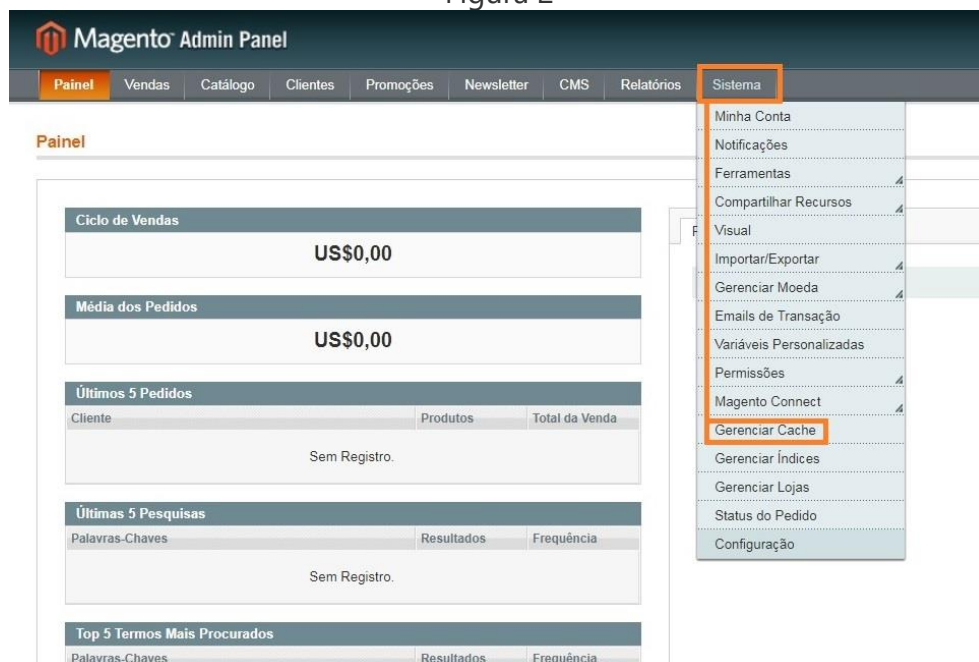 Figura 2
Magento Admin Panel
Painel Vendas Catálogo Clientes Promoções Newsletter CMS Relatórios Sistema
Painel
Minha Conta
Notificações
Ferramentas
Compartilhar Recursos
Visual
Importar/Exportar
Gerenciar Moeda
Emails de Transação
Variáveis Personalizadas
Permissões
Magento Connect
Gerenciar Cache
Gerenciar Índices
Gerenciar Lojas
Status do Pedido
Configuração
Ciclo de Vendas
US$0,00
Média dos Pedidos
US$0,00
Últimos 5 Pedidos
Cliente Produtos Total da Venda
Sem Registro.
Últimas 5 Pesquisas
Palavras-Chaves Resultados Frequência
Sem Registro.
Top 5 Termos Mais Procurados
Palavras-Chaves Resultados Frequência